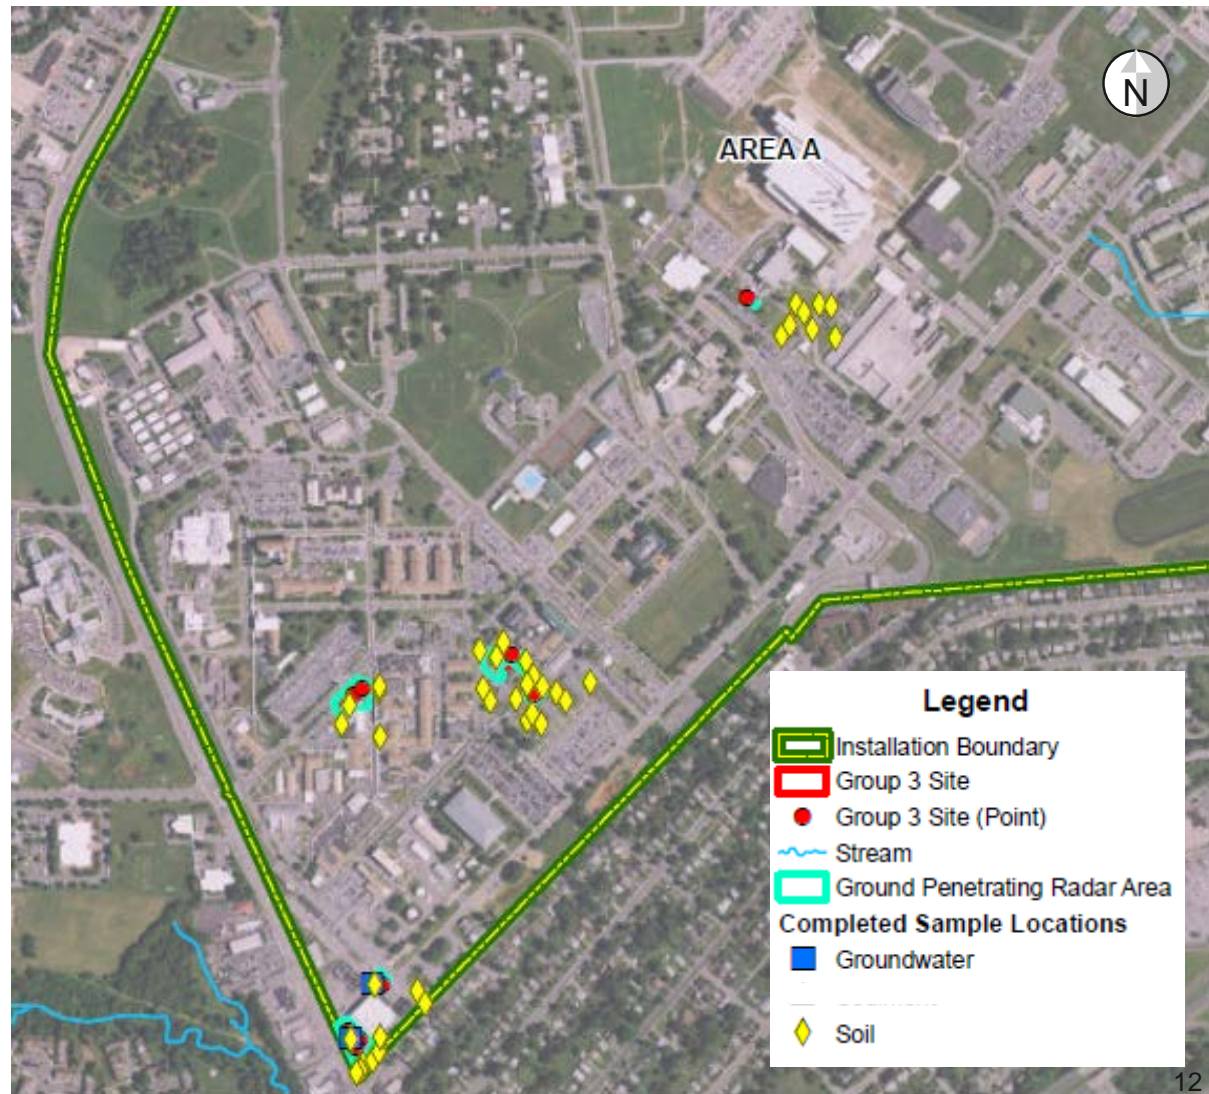 N
AREA A
Legend
Installation Boundary
Group 3 Site
Group 3 Site (Point)
Stream
Ground Penetrating Radar Area
Completed Sample Locations
Groundwater
Soil
12